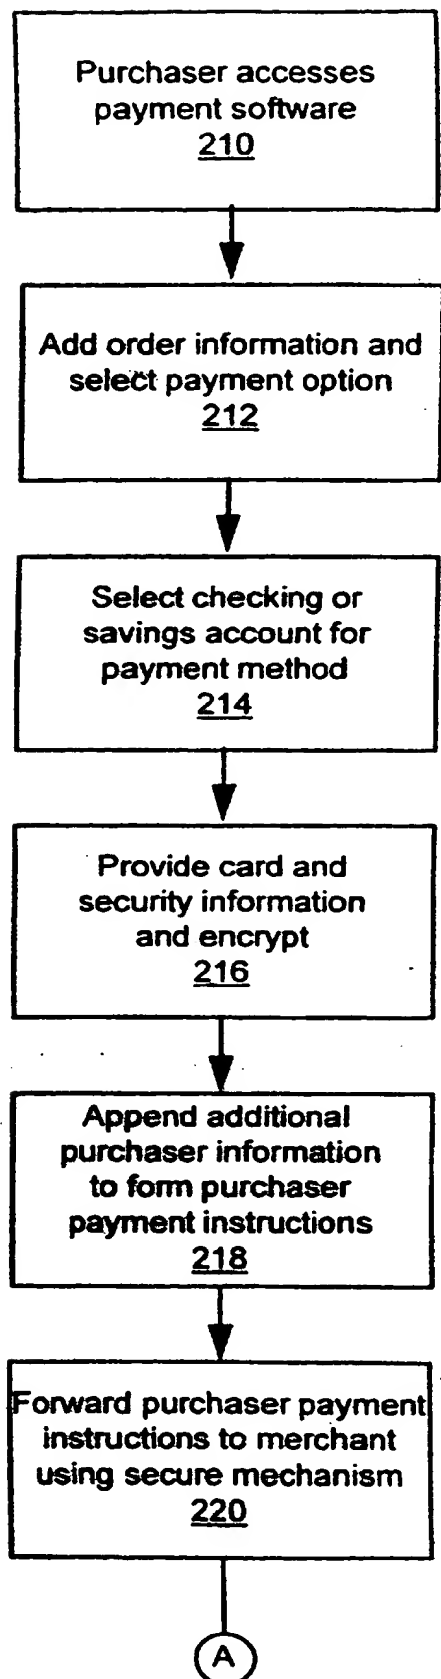 Purchaser accesses
payment software
210
Add order information and
select payment option
212
Select checking or
savings account for
payment method
214
Provide card and
security information
and encrypt
216
Append additional
purchaser information
to form purchaser
payment instructions
218
Forward purchaser payment
instructions to merchant
using secure mechanism
220
A